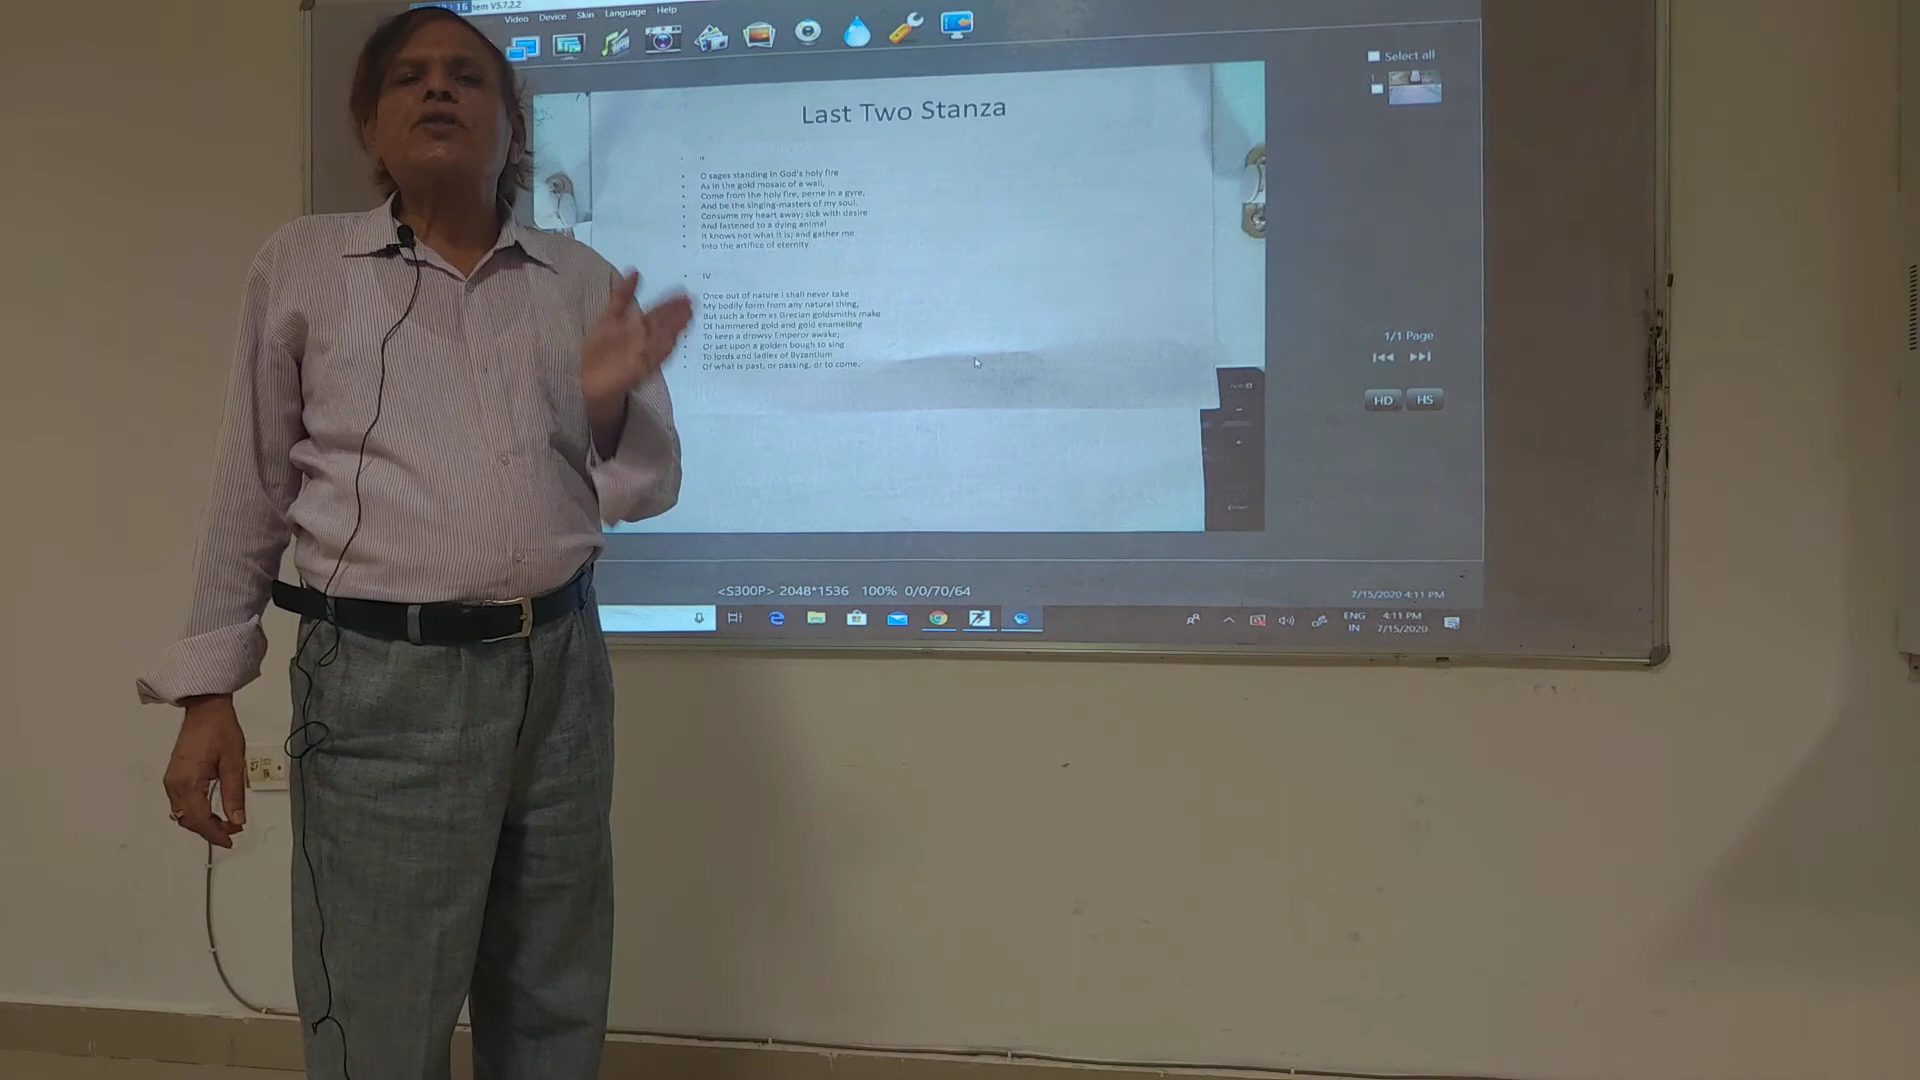 tem V5.7.2.2
Video Device Skin Language Help
Select all
1
Last Two Stanza
O sages standing in God's holy fire
As in the gold mosaic of a wall,
Come from the holy fire, perne in a gyre,
And be the singing-masters of my soul.
Consume my heart away; sick with desire
And fastened to a dying animal
It knows not what it is; and gather me
Into the artifice of eternity.
IV
Once out of nature I shall never take
My bodily form from any natural thing,
But such a form as Grecian goldsmiths make
Of hammered gold and gold enamelling
To keep a drowsy Emperor awake;
Or set upon a golden bough to sing
To lords and ladies of Byzantium
Of what is past, or passing, or to come.
1/1 Page
HD HS
Enter
<S300P> 2048*1536 100% 0/0/70/64
7/15/2020 4:11 PM
ENG
IN
4:11 PM
7/15/2020